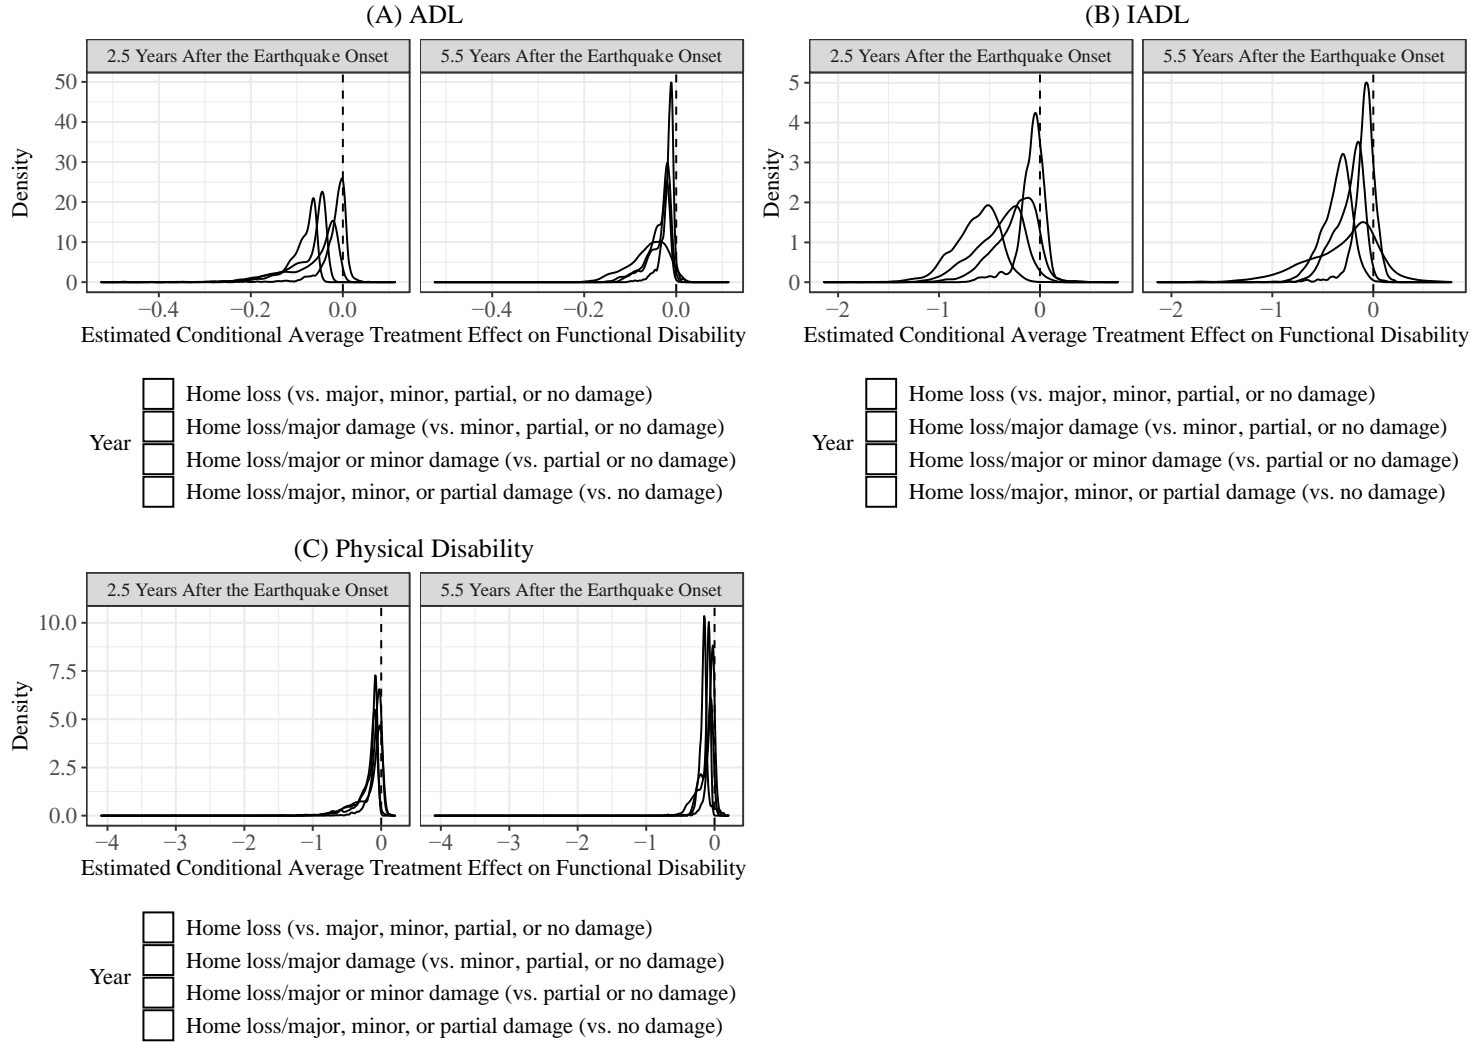 (A) ADL
2.5 Years After the Earthquake Onset
5.5 Years After the Earthquake Onset
Density
50
40
30
20
10
0
−0.4
−0.2
0.0
−0.4
−0.2
0.0
Estimated Conditional Average Treatment Effect on Functional Disability
Year
Home loss (vs. major, minor, partial, or no damage)
Home loss/major damage (vs. minor, partial, or no damage)
Home loss/major or minor damage (vs. partial or no damage)
Home loss/major, minor, or partial damage (vs. no damage)
(B) IADL
2.5 Years After the Earthquake Onset
5.5 Years After the Earthquake Onset
Density
5
4
3
2
1
0
−2
−1
0
−2
−1
0
Estimated Conditional Average Treatment Effect on Functional Disability
Year
Home loss (vs. major, minor, partial, or no damage)
Home loss/major damage (vs. minor, partial, or no damage)
Home loss/major or minor damage (vs. partial or no damage)
Home loss/major, minor, or partial damage (vs. no damage)
(C) Physical Disability
2.5 Years After the Earthquake Onset
5.5 Years After the Earthquake Onset
Density
10.0
7.5
5.0
2.5
0.0
−4
−3
−2
−1
0
−4
−3
−2
−1
0
Estimated Conditional Average Treatment Effect on Functional Disability
Year
Home loss (vs. major, minor, partial, or no damage)
Home loss/major damage (vs. minor, partial, or no damage)
Home loss/major or minor damage (vs. partial or no damage)
Home loss/major, minor, or partial damage (vs. no damage)